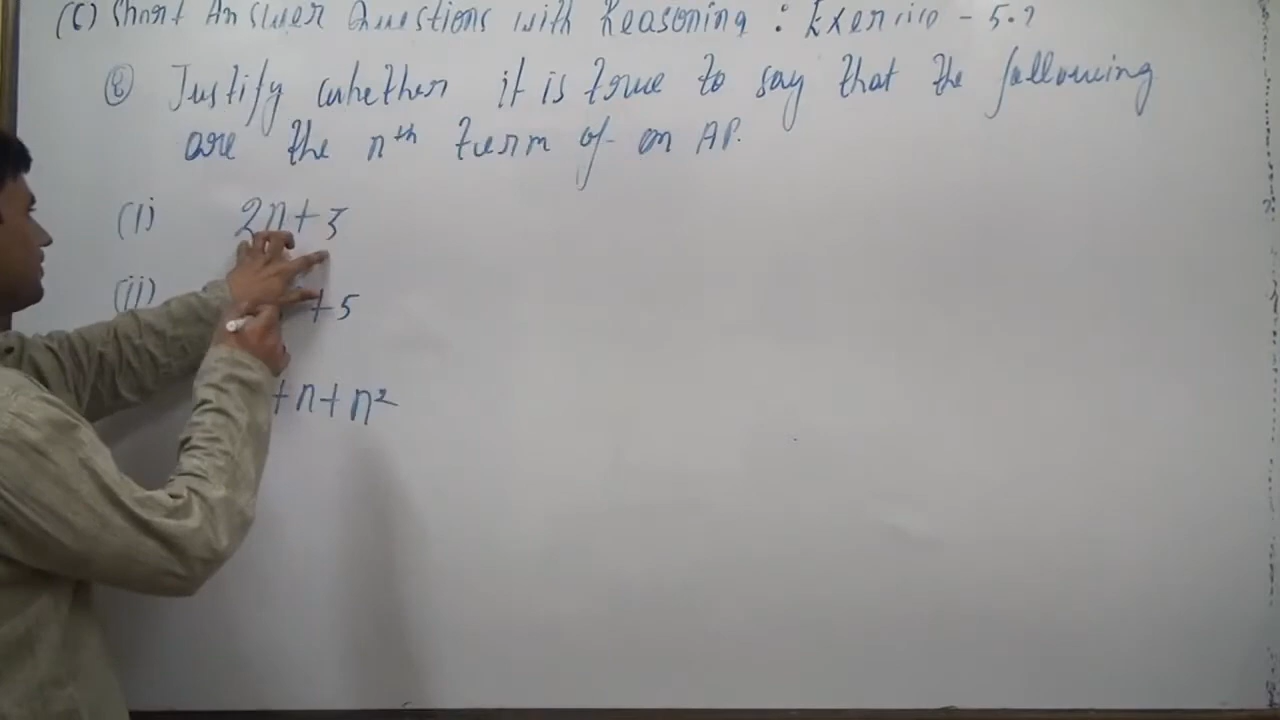 (C) Short Answer Questions with Reasoning : Exercise - 5.2
⑧ Justify whether it is true to say that the following
are the nth term of an AP.
(i) 2n+3
(ii) +5
+n+n²